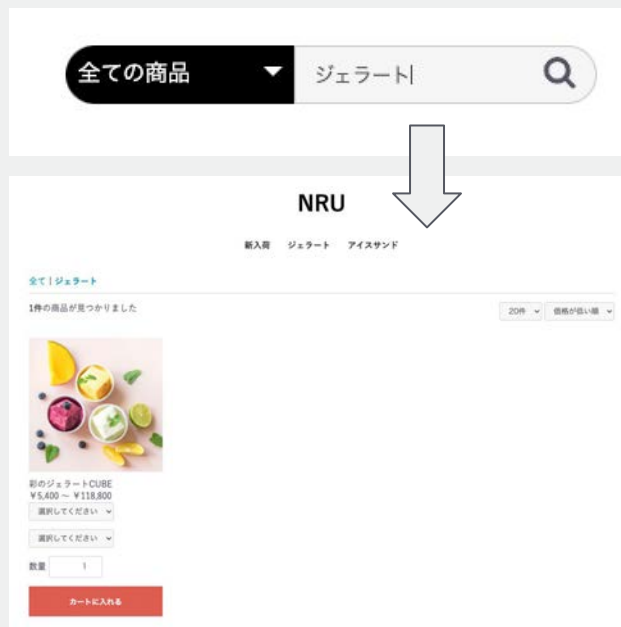 全ての商品
ジェラート
NRU
新入荷 ジェラート アイスサンド
全て | ジェラート
1件の商品が見つかりました
20件 価格が低い順
彩のジェラートCUBE
¥5,400 ～ ¥118,800
選択してください
選択してください
数量 1
カートに入れる